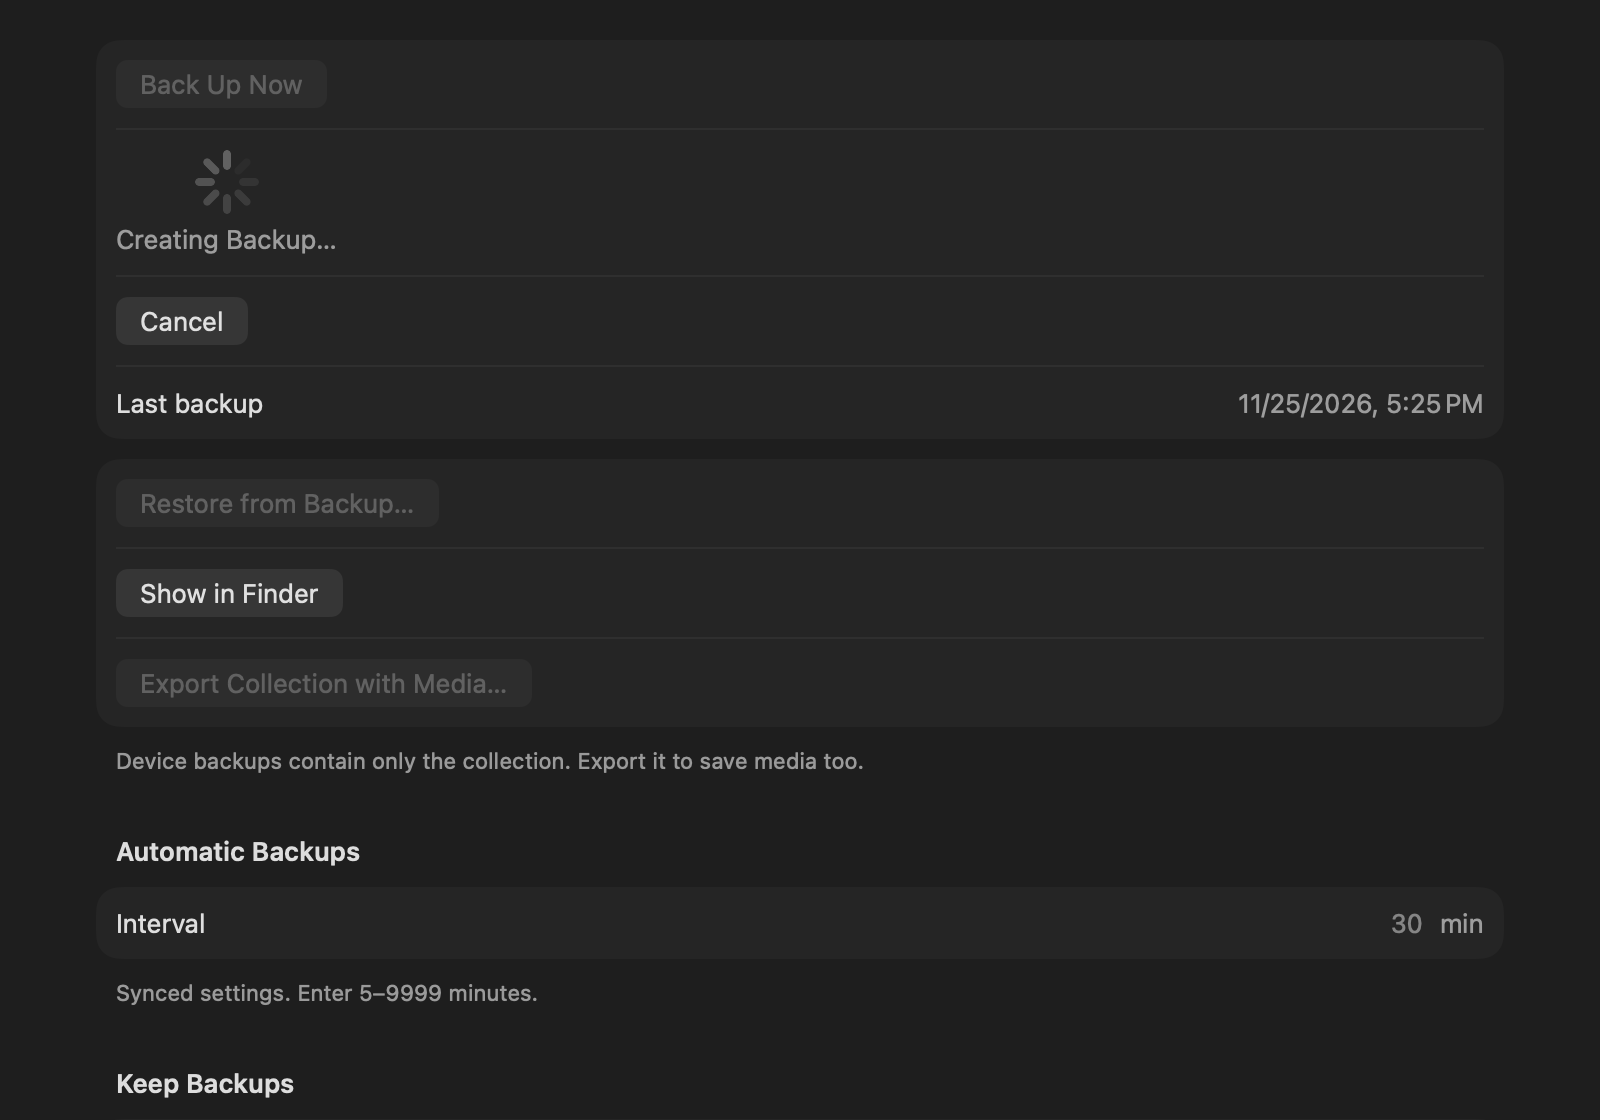 Back Up Now
Creating Backup...
Cancel
Last backup 11/25/2026, 5:25 PM
Restore from Backup...
Show in Finder
Export Collection with Media...
Device backups contain only the collection. Export it to save media too.
Automatic Backups
Interval 30 min
Synced settings. Enter 5–9999 minutes.
Keep Backups